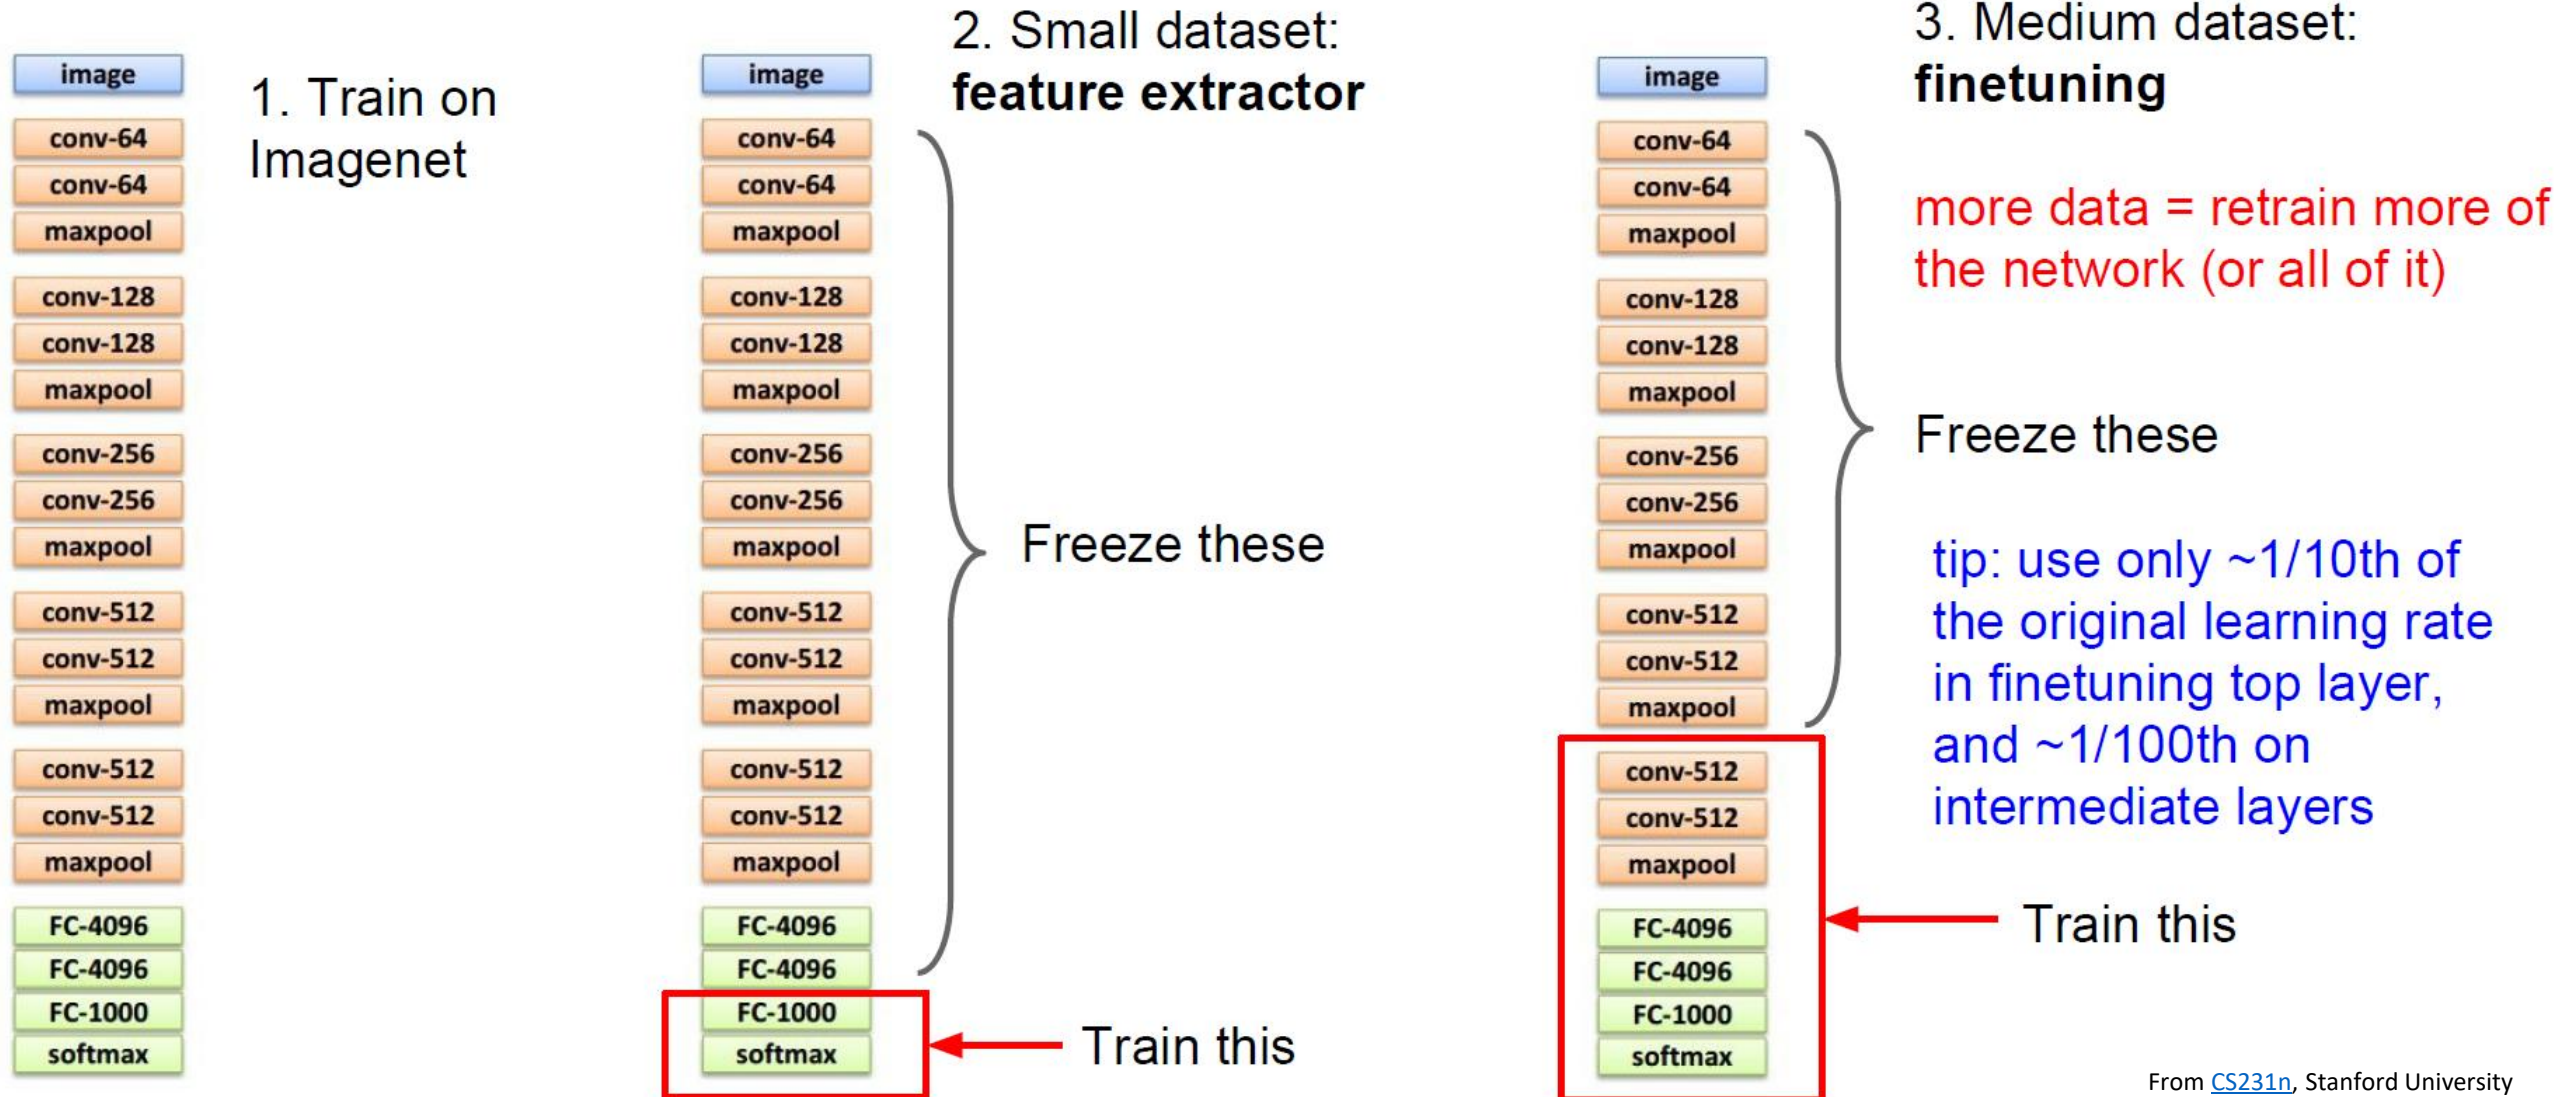 image
conv-64
conv-64
maxpool
conv-128
conv-128
maxpool
conv-256
conv-256
maxpool
conv-512
conv-512
maxpool
conv-512
conv-512
maxpool
FC-4096
FC-4096
FC-1000
softmax
1. Train on
Imagenet
image
conv-64
conv-64
maxpool
conv-128
conv-128
maxpool
conv-256
conv-256
maxpool
conv-512
conv-512
maxpool
conv-512
conv-512
maxpool
FC-4096
FC-4096
FC-1000
softmax
2. Small dataset:
feature extractor
Freeze these
Train this
image
conv-64
conv-64
maxpool
conv-128
conv-128
maxpool
conv-256
conv-256
maxpool
conv-512
conv-512
maxpool
conv-512
conv-512
maxpool
FC-4096
FC-4096
FC-1000
softmax
3. Medium dataset:
finetuning
more data = retrain more of
the network (or all of it)
Freeze these
tip: use only ~1/10th of
the original learning rate
in finetuning top layer,
and ~1/100th on
intermediate layers
Train this
From CS231n, Stanford University